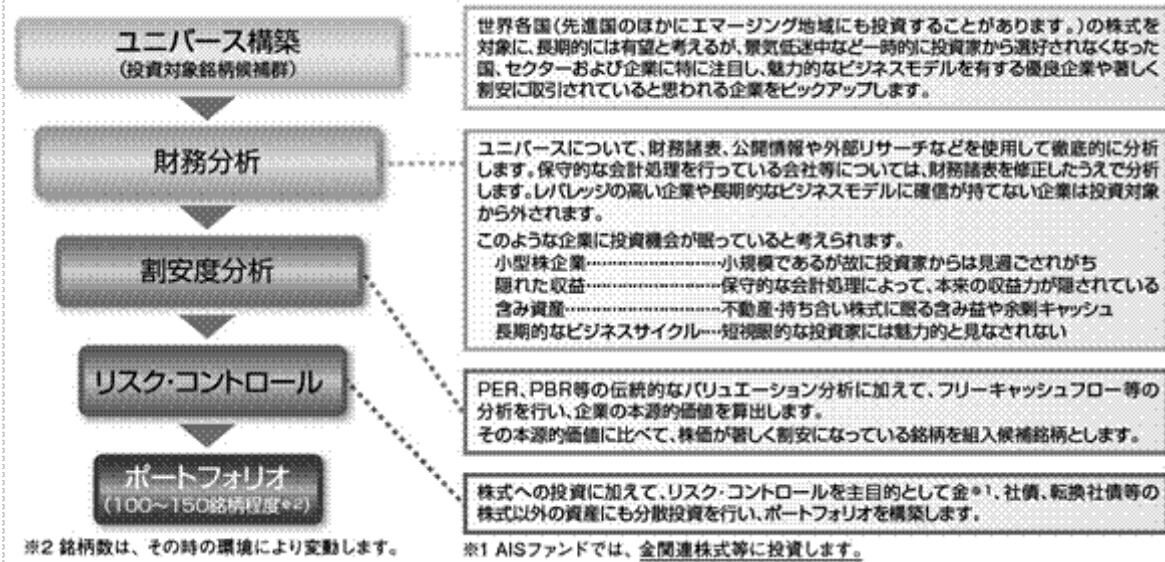 ユニバース構築
(投資対象銘柄候補群)
世界各国(先進国のほかにエマージング地域にも投資することがあります。)の株式を
対象に、長期的には有望と考えるが、景気低迷中など一時的に投資家から選好されなくなった
国、セクターおよび企業に特に注目し、魅力的なビジネスモデルを有する優良企業や著しく
割安に取引されていると思われる企業をピックアップします。
財務分析
ユニバースについて、財務諸表、公開情報や外部リサーチなどを使用して徹底的に分析
します。保守的な会計処理を行っている会社等については、財務諸表を修正したうえで分析
します。レバレッジの高い企業や長期的なビジネスモデルに確信が持てない企業は投資対象
から外されます。
このような企業に投資機会が眠っていると考えられます。
小型株企業……………………小規模であるが故に投資家からは見過ごされがち
隠れた収益……………………保守的な会計処理によって、本来の収益力が隠されている
含み資産………………………不動産・持ち合い株式に眠る含み益や余剰キャッシュ
長期的なビジネスサイクル……短視眼的な投資家には魅力的と見なされない
割安度分析
PER、PBR等の伝統的なバリュエーション分析に加えて、フリーキャッシュフロー等の
分析を行い、企業の本源的価値を算出します。
その本源的価値に比べて、株価が著しく割安になっている銘柄を組入候補銘柄とします。
リスク・コントロール
株式への投資に加えて、リスク・コントロールを主目的として金※1、社債、転換社債等の
株式以外の資産にも分散投資を行い、ポートフォリオを構築します。
ポートフォリオ
(100~150銘柄程度※2)
※2 銘柄数は、その時の環境により変動します。
※1 AISファンドでは、金関連株式等に投資します。